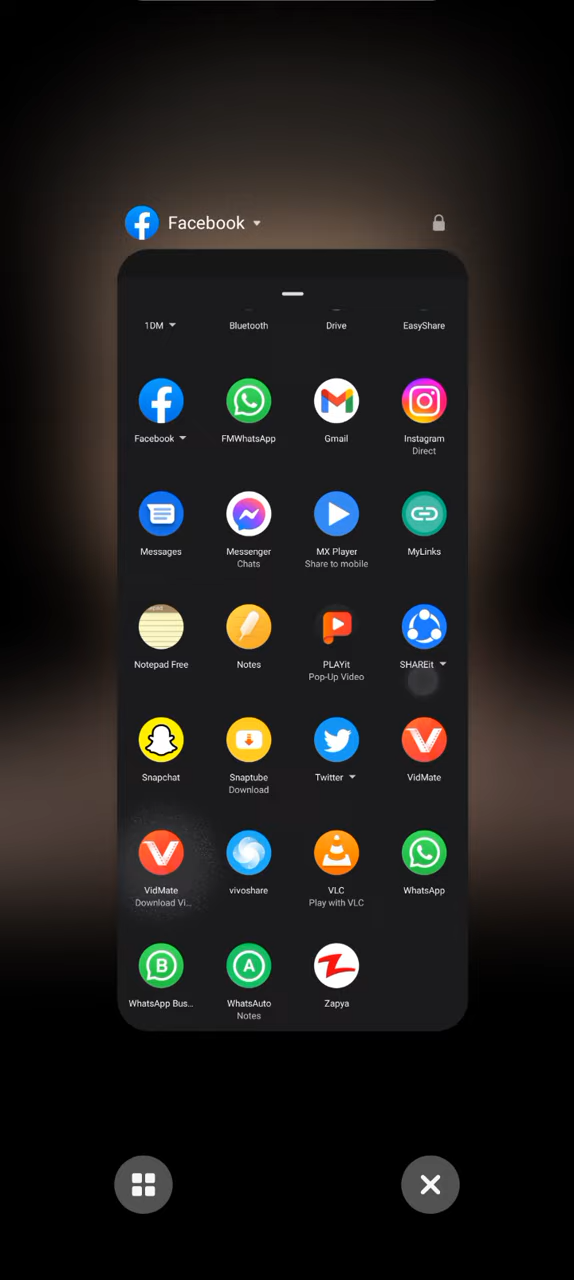 Facebook
1DM
Bluetooth
Drive
EasyShare
Facebook
FMWhatsApp
Gmail
Instagram
Direct
Messages
Messenger
Chats
MX Player
Share to mobile
MyLinks
Notepad Free
Notes
PLAYit
Pop-Up Video
SHAREit
Snapchat
Snaptube
Download
Twitter
VidMate
VidMate
Download Vi...
vivoshare
VLC
Play with VLC
WhatsApp
B
WhatsApp Bus...
A
WhatsAuto
Notes
Zapya